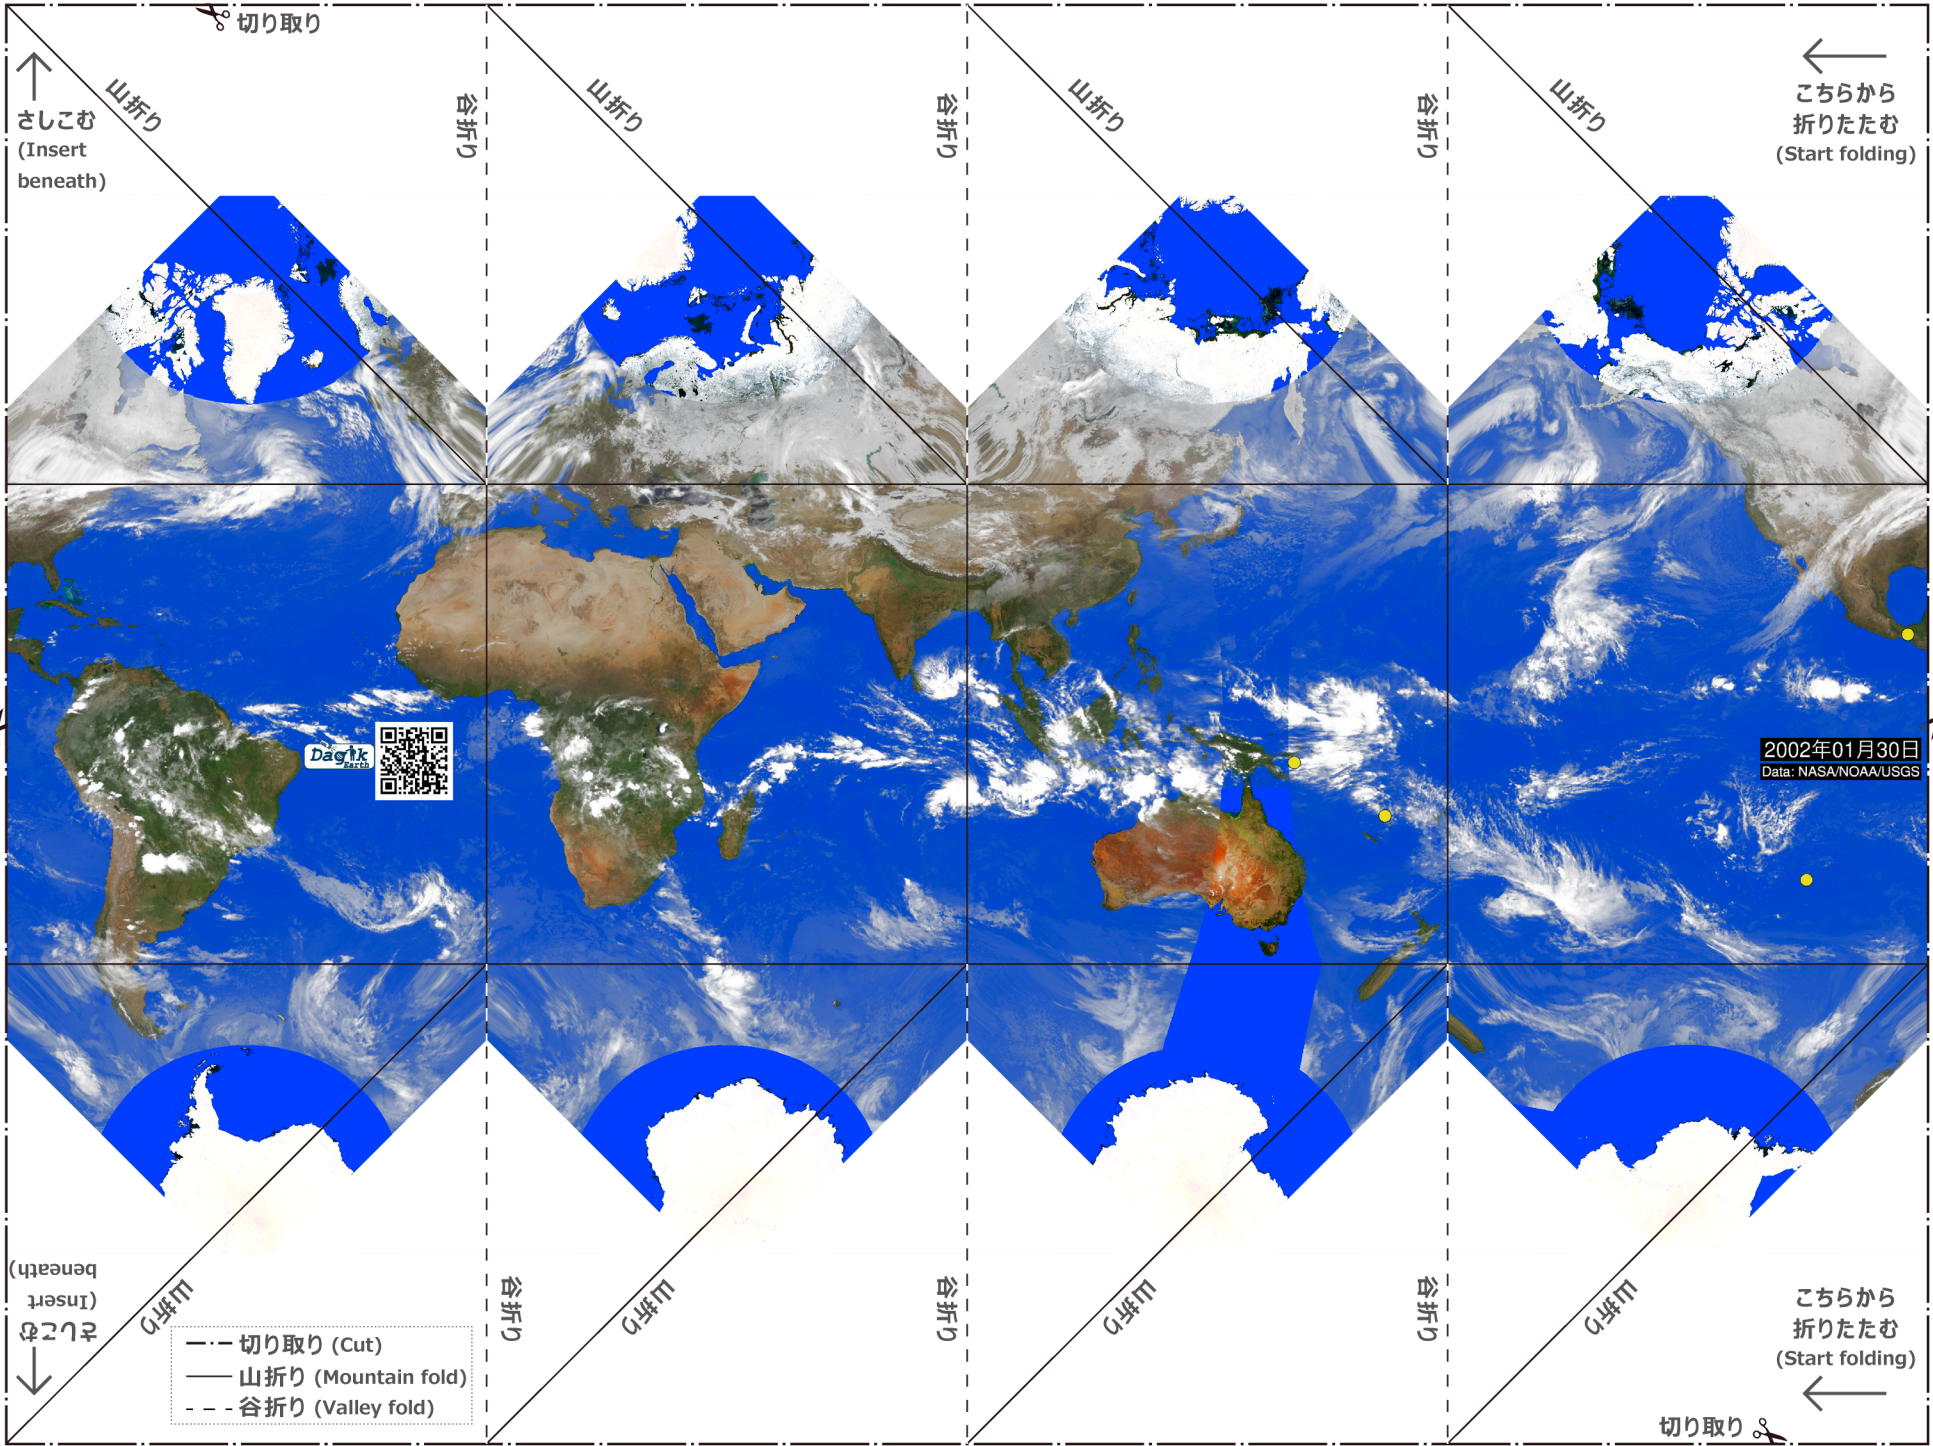 切り取り
山折り
谷折り
山折り
谷折り
山折り
谷折り
山折り
さしこむ
(Insert
beneath)
こちらから
折りたたむ
(Start folding)
Dagik
Earth
2002年01月30日
Data: NASA/NOAA/USGS
さしこむ
(Insert
beneath)
山折り
谷折り
山折り
谷折り
山折り
谷折り
山折り
切り取り (Cut)
山折り (Mountain fold)
谷折り (Valley fold)
こちらから
折りたたむ
(Start folding)
切り取り